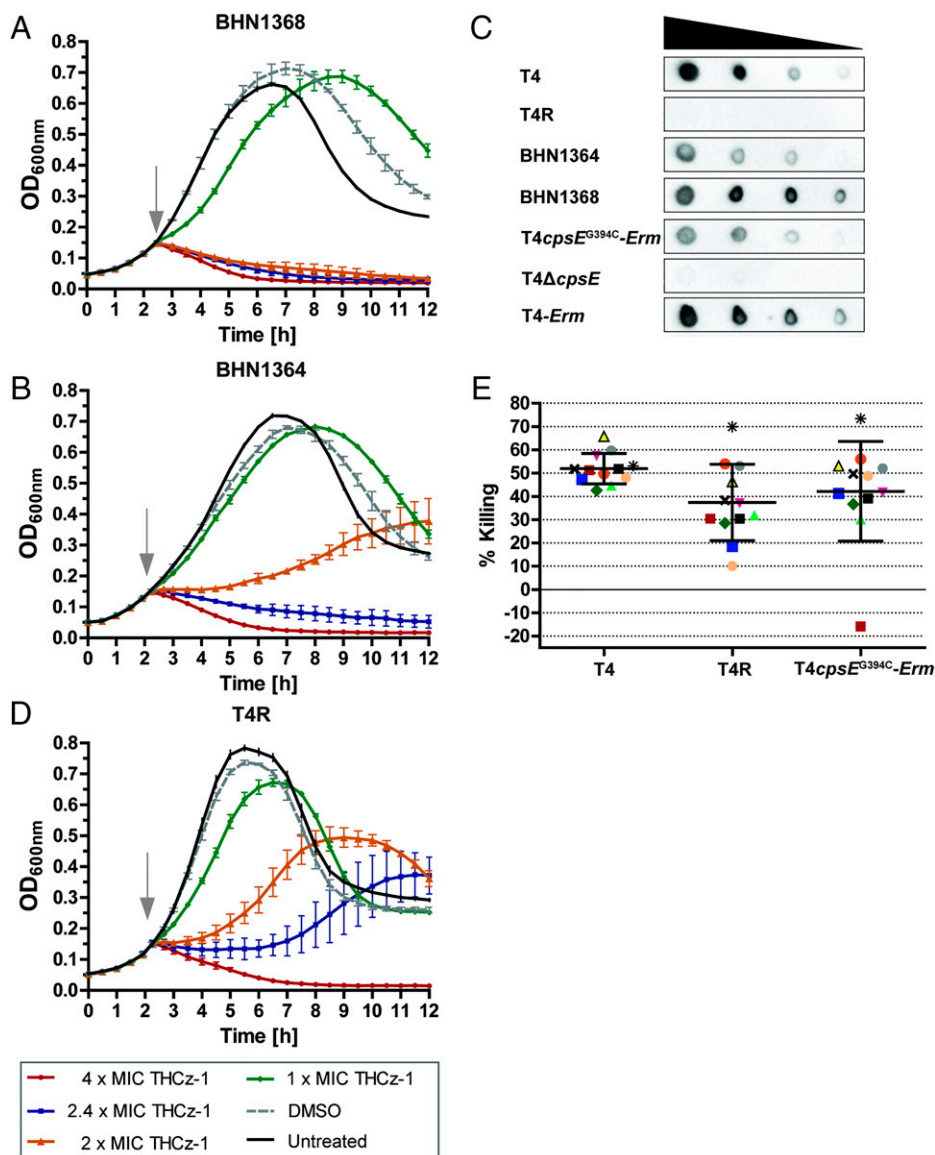 A
BHN1368
OD600nm
0.8
0.7
0.6
0.5
0.4
0.3
0.2
0.1
0.0
0 1 2 3 4 5 6 7 8 9 10 11 12
Time [h]
B
BHN1364
OD600nm
0.8
0.7
0.6
0.5
0.4
0.3
0.2
0.1
0.0
0 1 2 3 4 5 6 7 8 9 10 11 12
Time [h]
D
T4R
OD600nm
0.8
0.7
0.6
0.5
0.4
0.3
0.2
0.1
0.0
0 1 2 3 4 5 6 7 8 9 10 11 12
Time [h]
4 x MIC THCz-1
2.4 x MIC THCz-1
2 x MIC THCz-1
1 x MIC THCz-1
DMSO
Untreated
C
T4
T4R
BHN1364
BHN1368
T4cpsE^G394C-Erm
T4ΔcpsE
T4-Erm
E
% Killing
80
70
60
50
40
30
20
10
0
-10
-20
T4 T4R T4cpsE^G394C-Erm